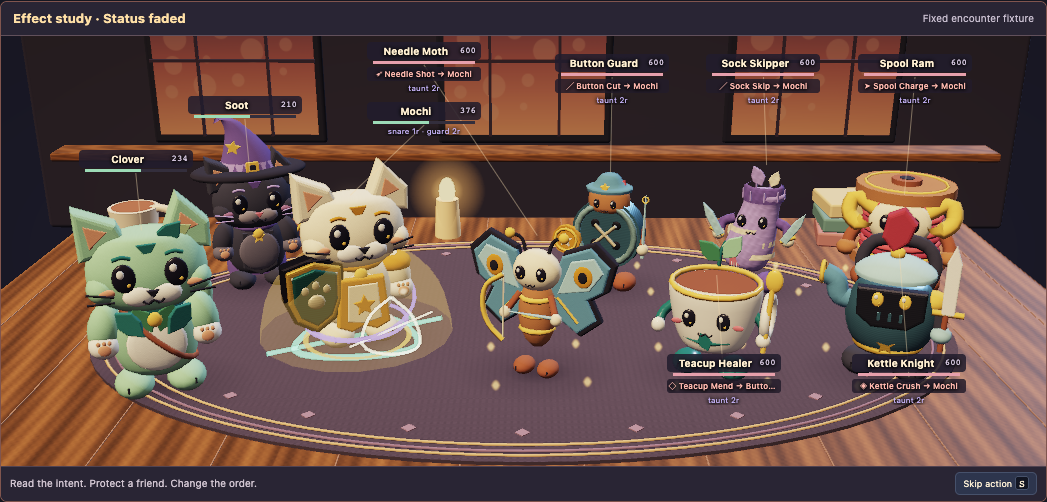 Effect study · Status faded
Fixed encounter fixture
Needle Moth 600
Needle Shot → Mochi
taunt 2r
Button Guard 600
Button Cut → Mochi
taunt 2r
Sock Skipper 600
Sock Skip → Mochi
taunt 2r
Spool Ram 600
Spool Charge → Mochi
taunt 2r
Soot 210
Mochi 376
snare 1r · guard 2r
Clover 234
Teacup Healer 600
Teacup Mend → Butto...
taunt 2r
Kettle Knight 600
Kettle Crush → Mochi
taunt 2r
Read the intent. Protect a friend. Change the order.
Skip action S